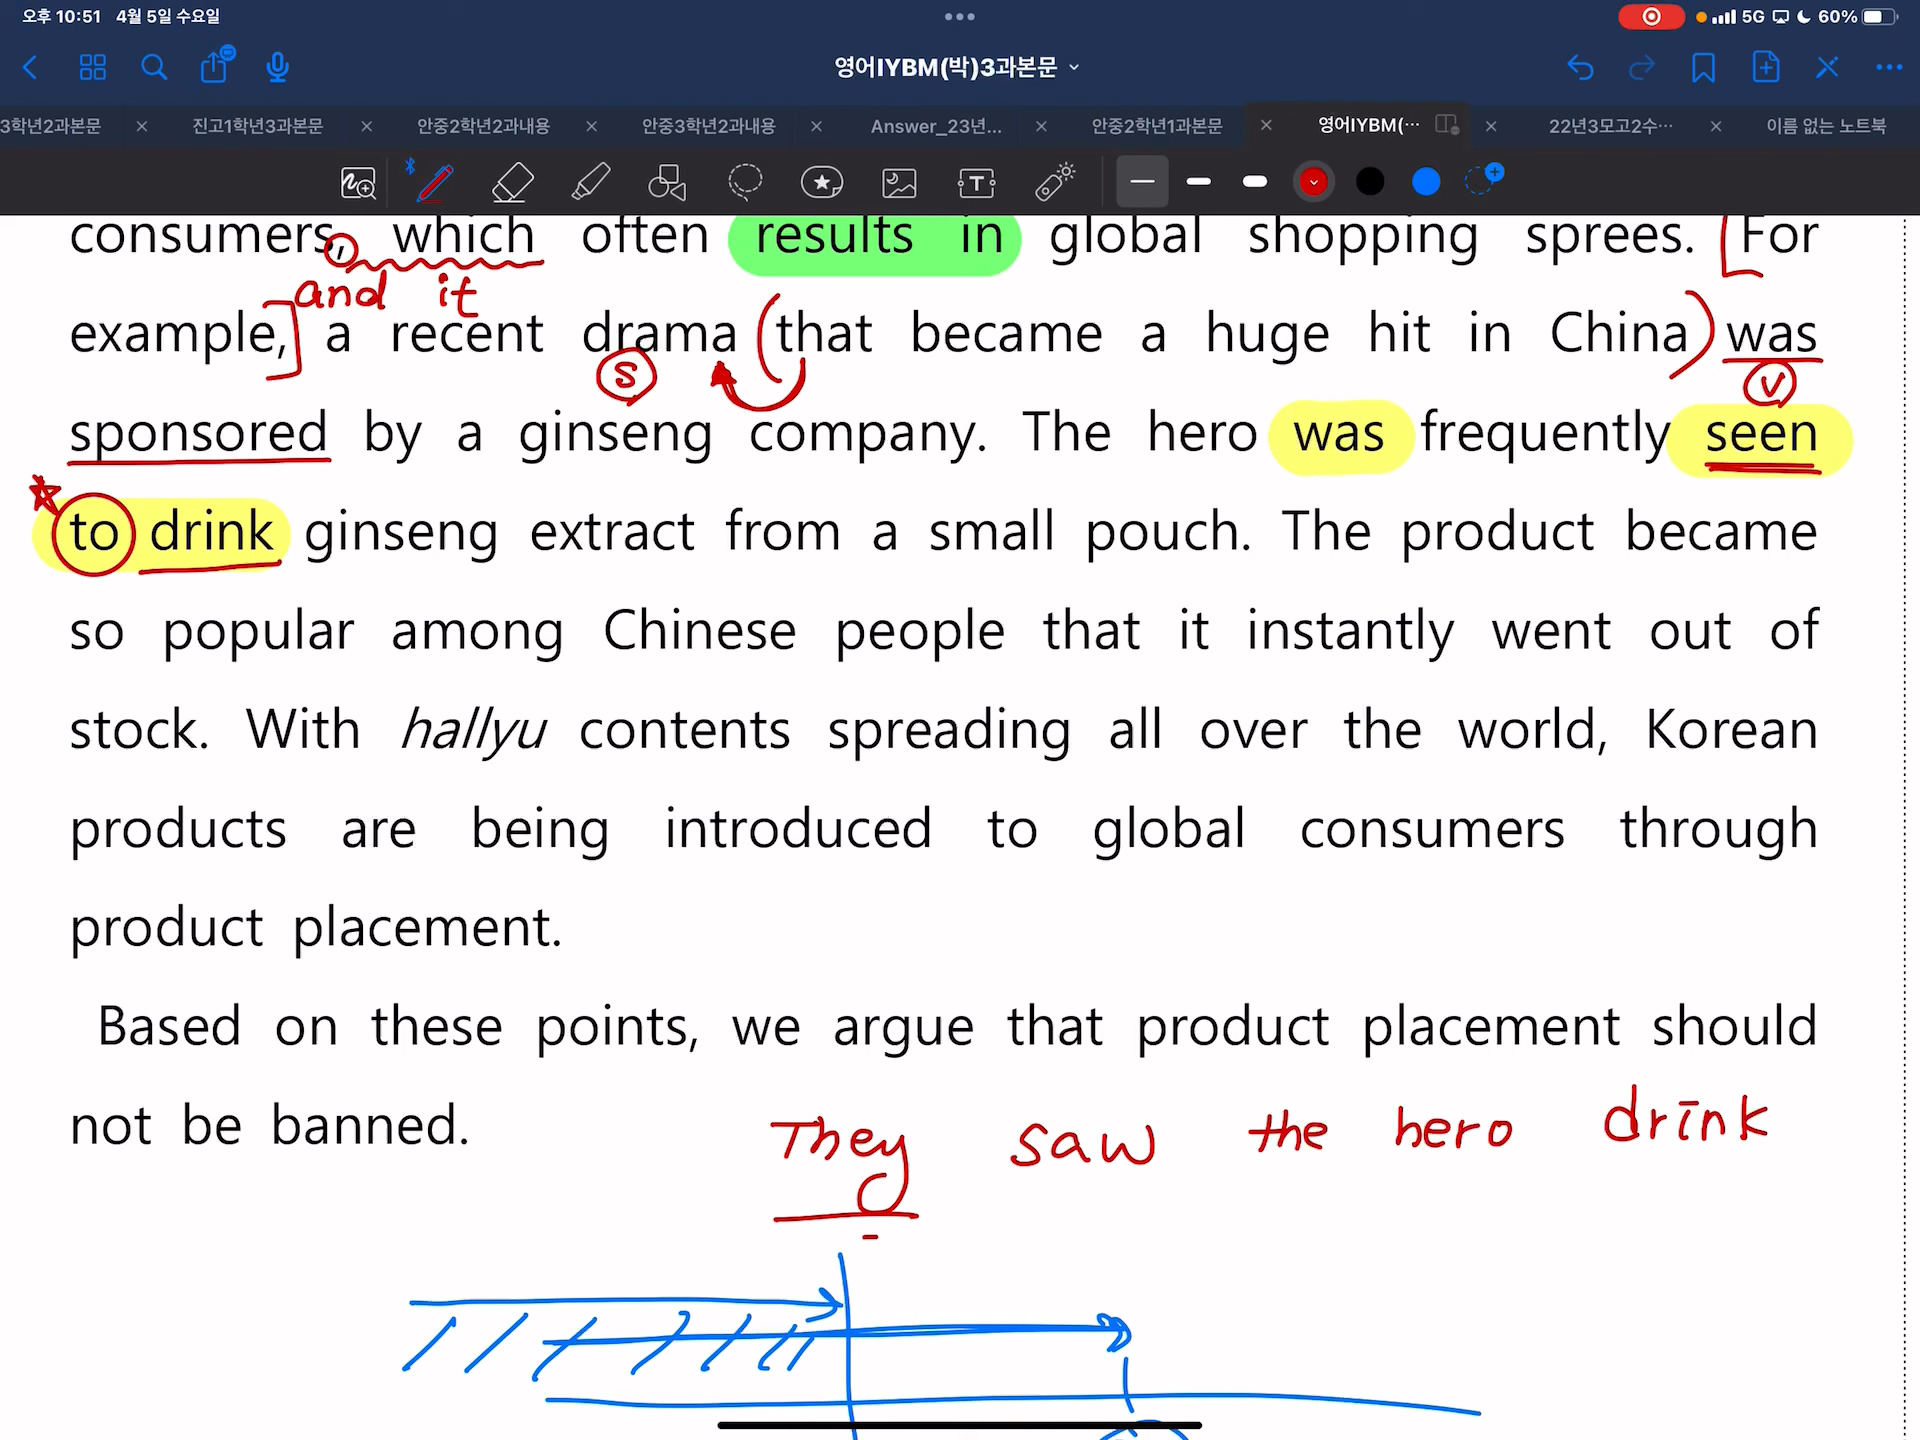 오후 10:51 4월 5일 수요일
5G 60%
영어IYBM(박)3과본문
3학년2과본문 진고1학년3과본문 안중2학년2과내용 안중3학년2과내용 Answer_23년... 안중2학년1과본문 영어IYBM(... 22년3모고2수... 이름 없는 노트북
consumers, which often results in global shopping sprees. [For
and it
example,] a recent drama (that became a huge hit in China) was
S V
sponsored by a ginseng company. The hero was frequently seen
to drink ginseng extract from a small pouch. The product became
so popular among Chinese people that it instantly went out of
stock. With hallyu contents spreading all over the world, Korean
products are being introduced to global consumers through
product placement.
Based on these points, we argue that product placement should
not be banned.
They saw the hero drink